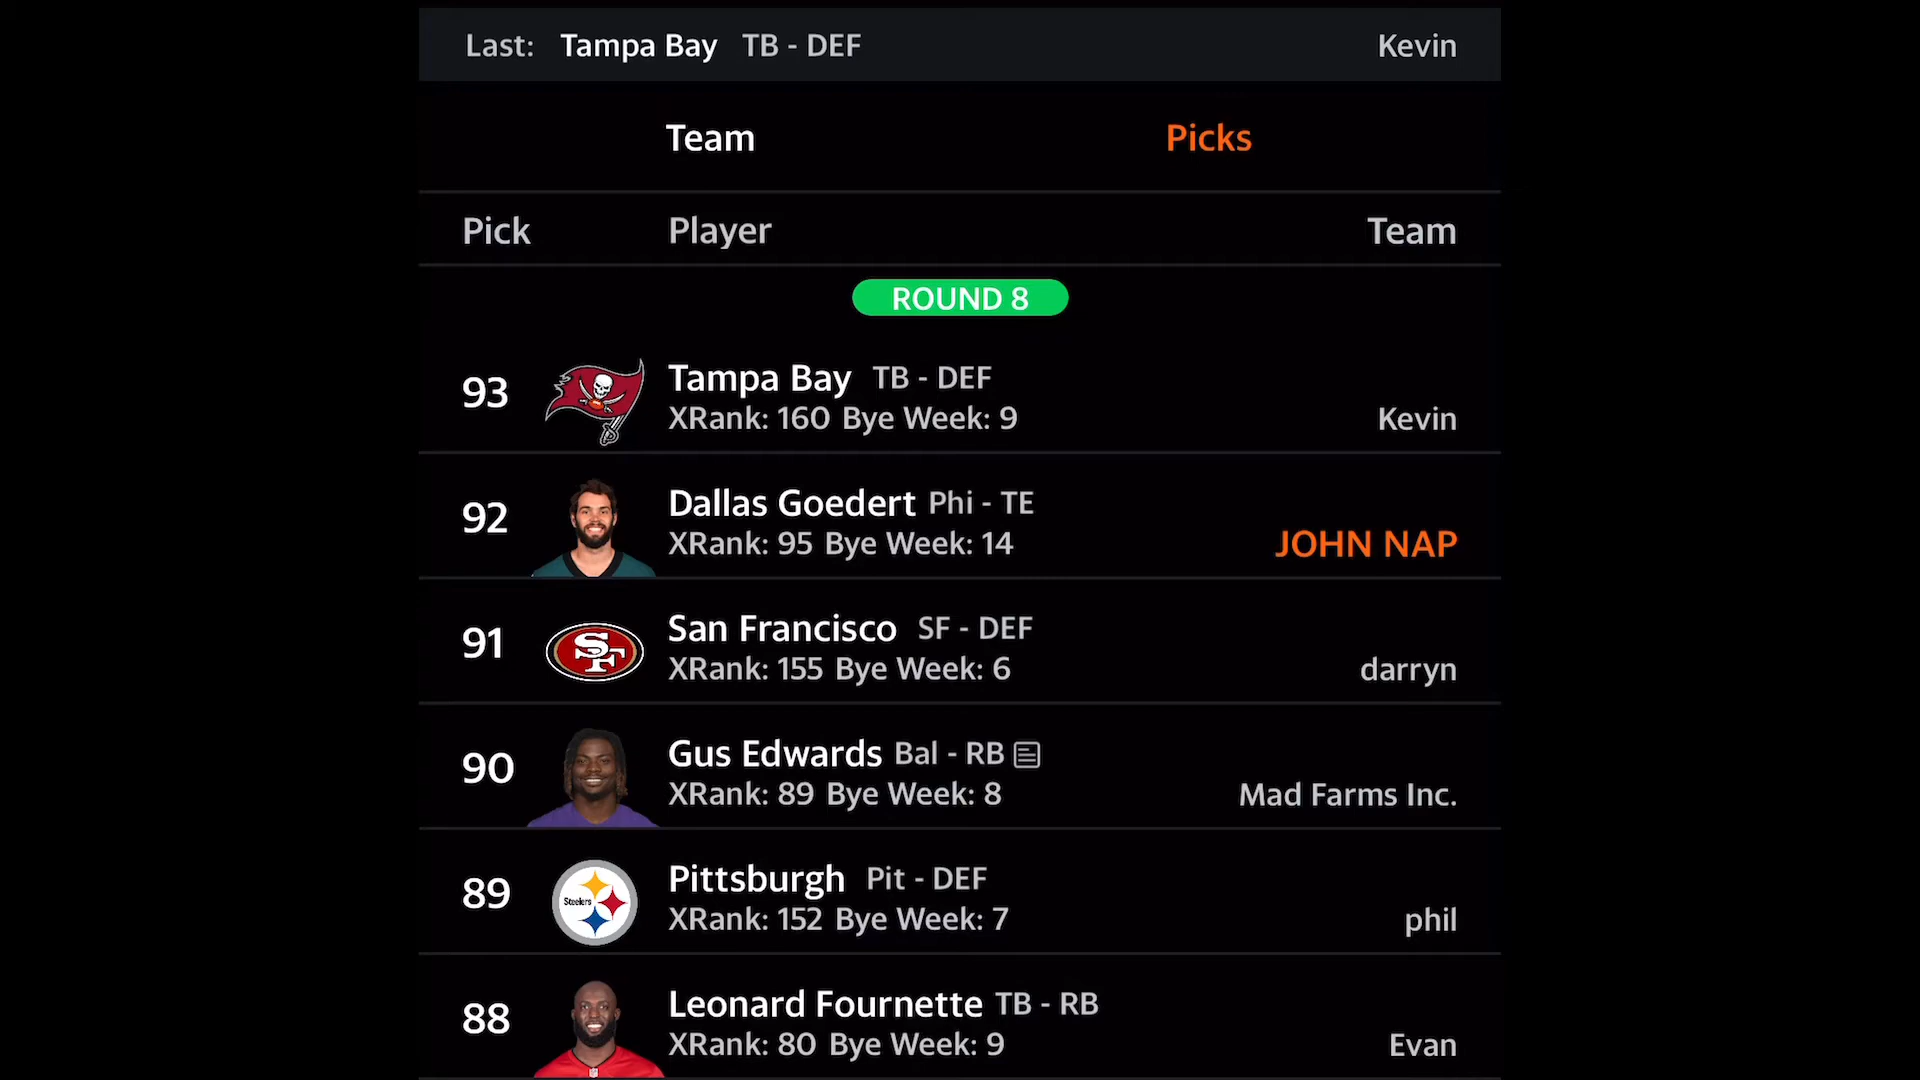 Last: Tampa Bay TB - DEF Kevin
Team Picks
Pick Player Team
ROUND 8
93 Tampa Bay TB - DEF
XRank: 160 Bye Week: 9 Kevin
92 Dallas Goedert Phi - TE
XRank: 95 Bye Week: 14 JOHN NAP
91 San Francisco SF - DEF
SF
XRank: 155 Bye Week: 6 darryn
90 Gus Edwards Bal - RB
XRank: 89 Bye Week: 8 Mad Farms Inc.
89 Pittsburgh Pit - DEF
Steelers
XRank: 152 Bye Week: 7 phil
88 Leonard Fournette TB - RB
XRank: 80 Bye Week: 9 Evan